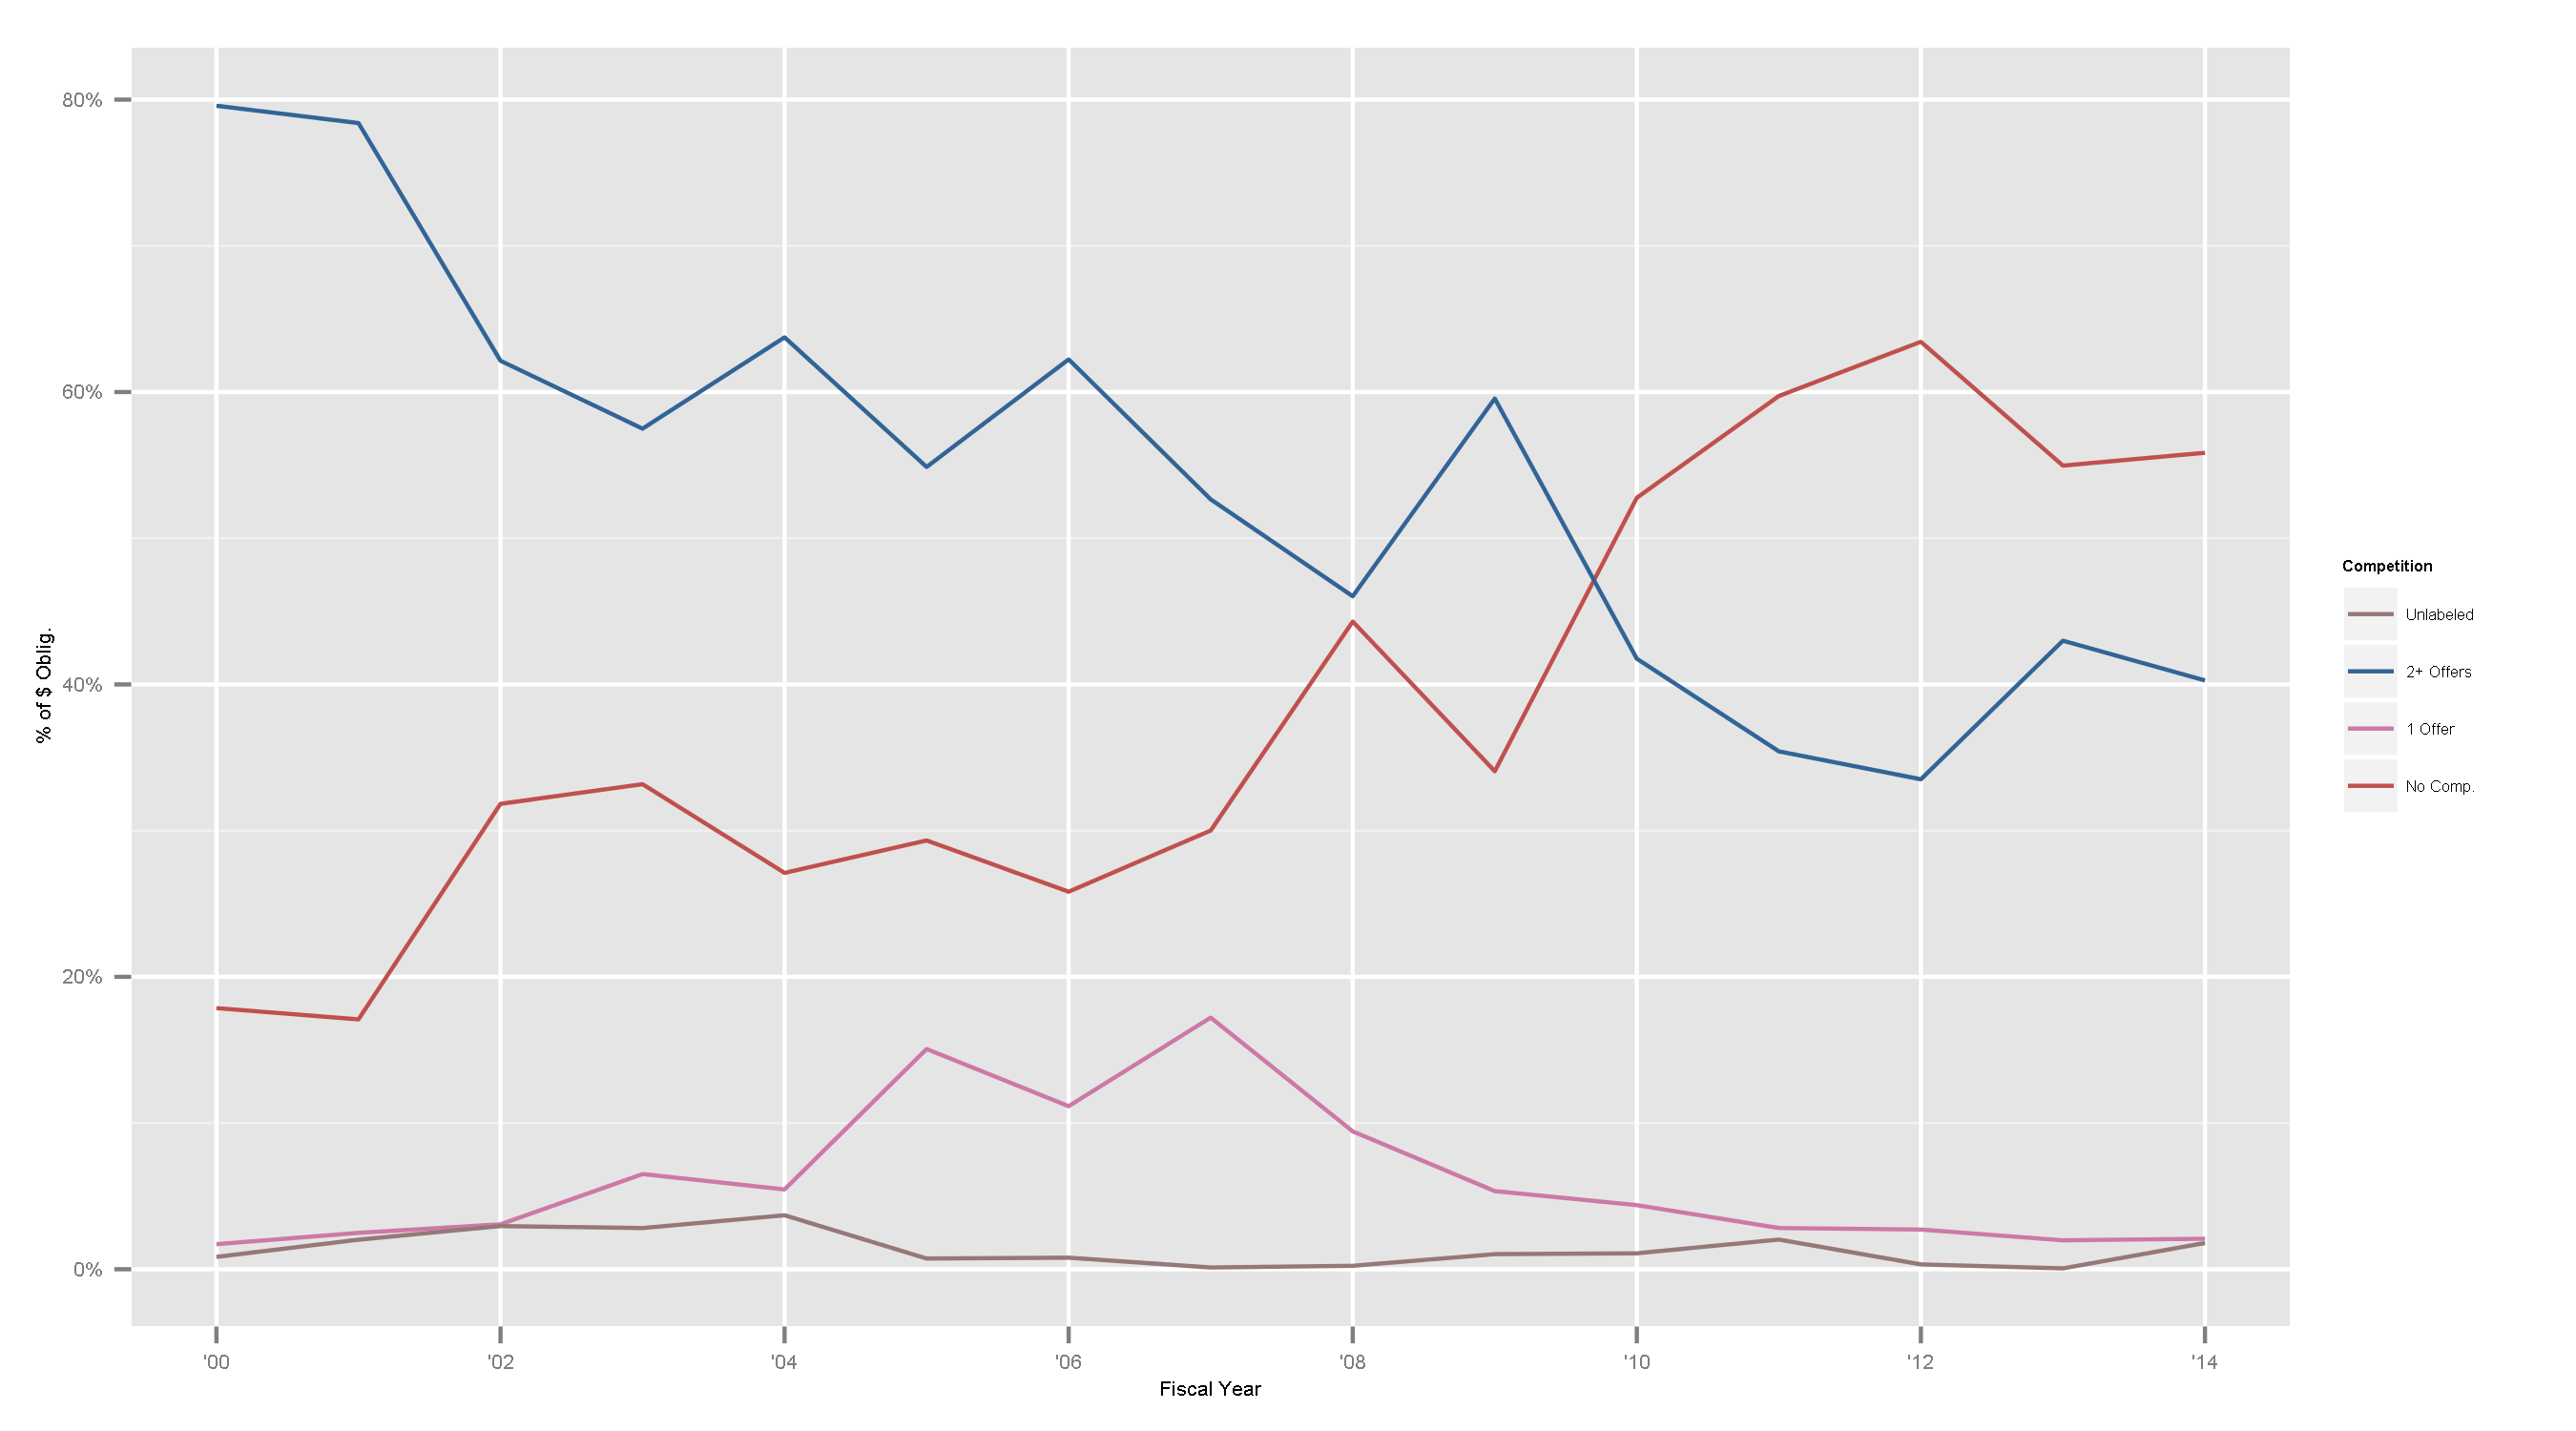 80%
60%
40%
20%
0%
% of $ Oblig.
'00 '02 '04 '06 '08 '10 '12 '14
Fiscal Year
Competition
Unlabeled
2+ Offers
1 Offer
No Comp.